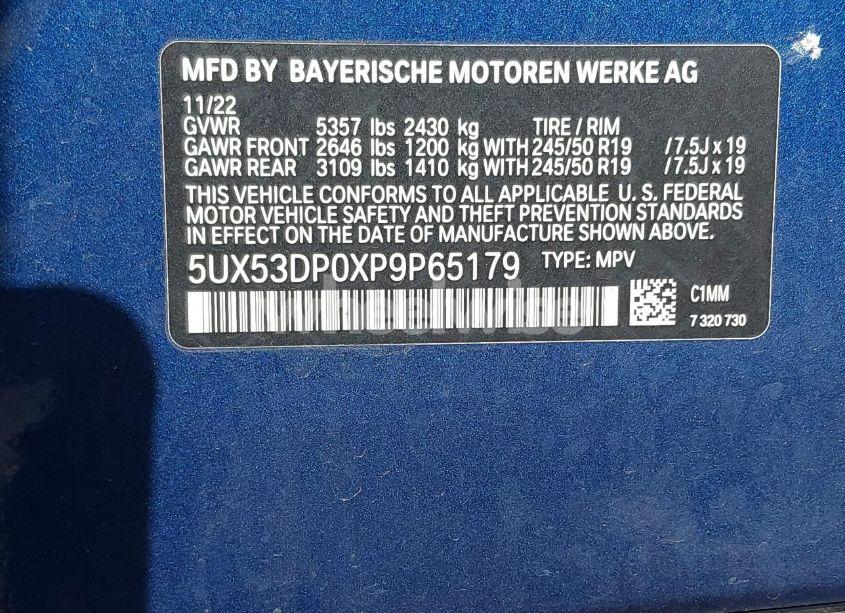 MFD BY BAYERISCHE MOTOREN WERKE AG
11/22
GVWR 5357 lbs 2430 kg TIRE / RIM
GAWR FRONT 2646 lbs 1200 kg WITH 245/50 R19 /7.5J x 19
GAWR REAR 3109 lbs 1410 kg WITH 245/50 R19 /7.5J x 19
THIS VEHICLE CONFORMS TO ALL APPLICABLE U. S. FEDERAL
MOTOR VEHICLE SAFETY AND THEFT PREVENTION STANDARDS
IN EFFECT ON THE DATE OF MANUFACTURE SHOWN ABOVE.
5UX53DP0XP9P65179 TYPE: MPV
C1MM
7 320 730